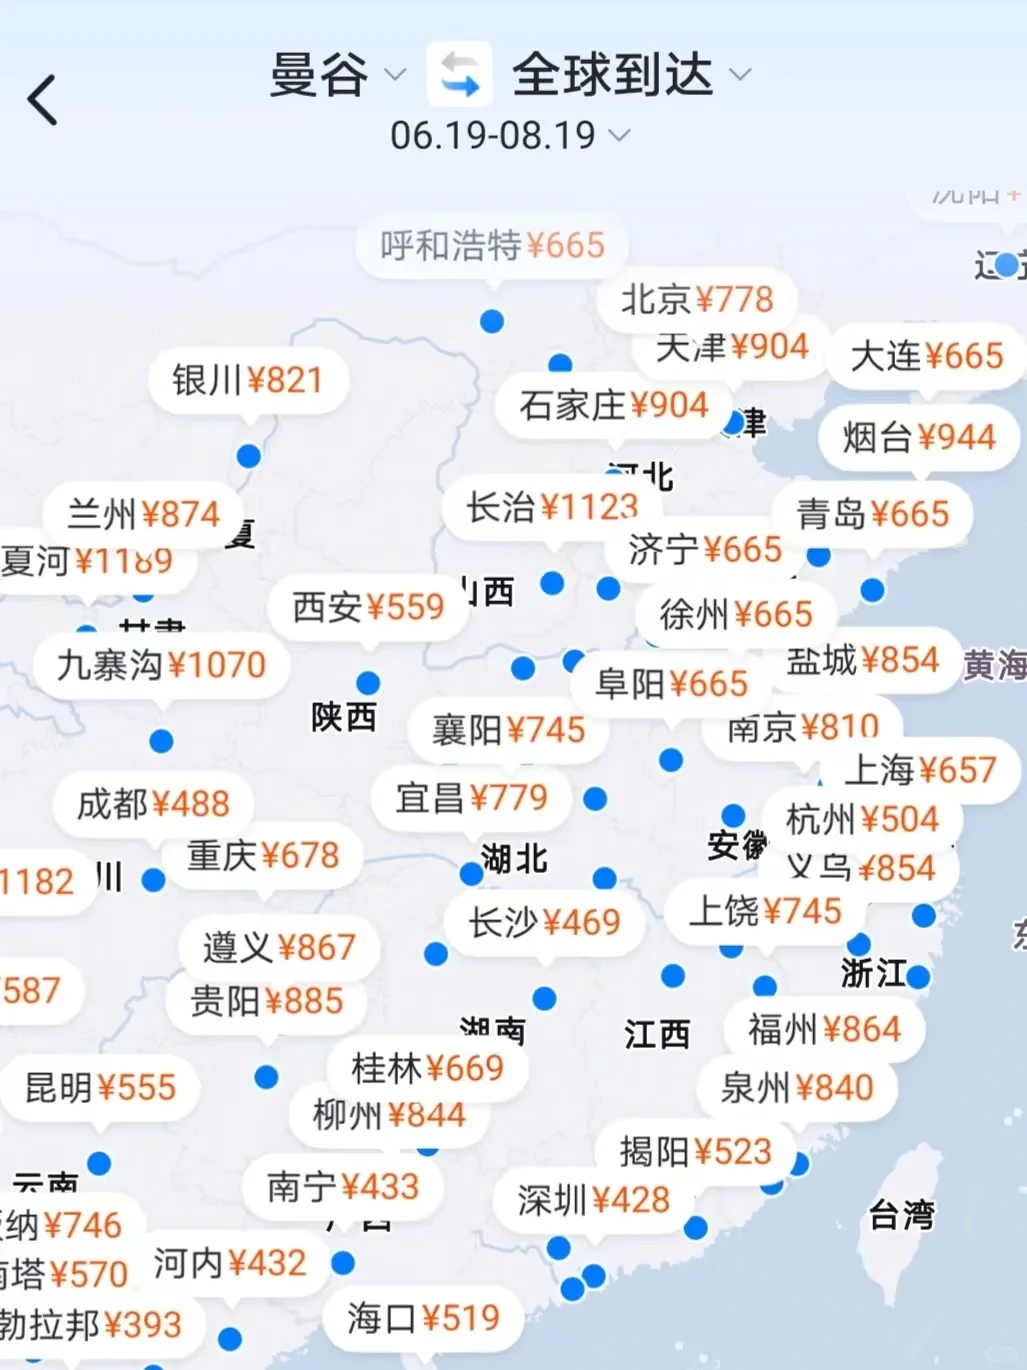 曼谷 全球到达
06.19-08.19
沈阳¥
呼和浩特¥665
北京¥778
天津¥904
大连¥665
银川¥821
石家庄¥904
津
烟台¥944
河北
兰州¥874
夏
长治¥1123
青岛¥665
夏河¥1189
济宁¥665
甘肃
西安¥559
山西
徐州¥665
九寨沟¥1070
阜阳¥665
盐城¥854
黄海
陕西
襄阳¥745
南京¥810
上海¥657
成都¥488
宜昌¥779
杭州¥504
重庆¥678
湖北
安徽
义乌¥854
1182
川
长沙¥469
上饶¥745
遵义¥867
587
贵阳¥885
浙江
湖南
江西
福州¥864
昆明¥555
桂林¥669
泉州¥840
柳州¥844
揭阳¥523
云南
南宁¥433
深圳¥428
台湾
纳¥746
广西
塔¥570
河内¥432
勃拉邦¥393
海口¥519